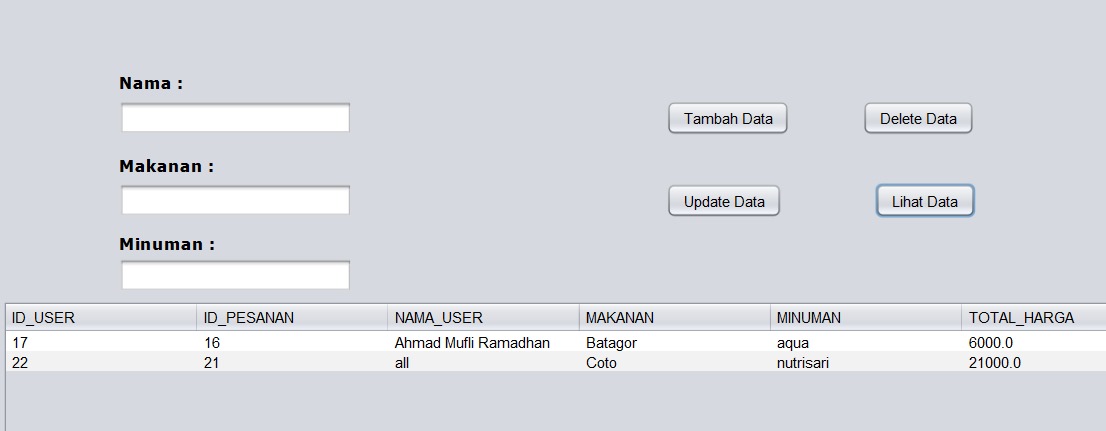 Nama :
Tambah Data Delete Data
Makanan :
Update Data Lihat Data
Minuman :
ID_USER ID_PESANAN NAMA_USER MAKANAN MINUMAN TOTAL_HARGA
17 16 Ahmad Mufli Ramadhan Batagor aqua 6000.0
22 21 all Coto nutrisari 21000.0